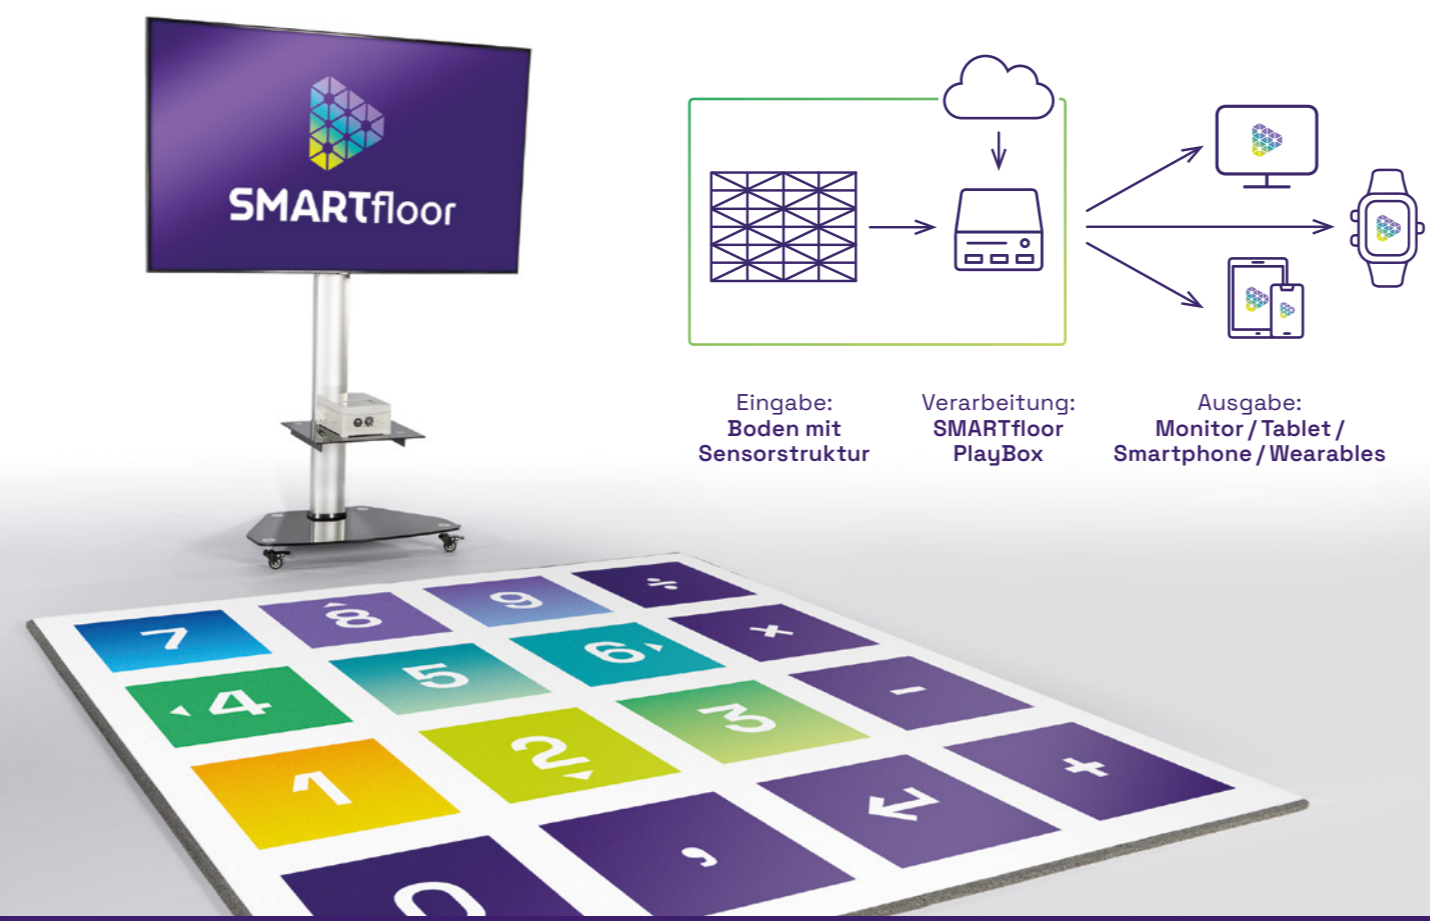 SMARTfloor
Eingabe:
Boden mit
Sensorstruktur
Verarbeitung:
SMARTfloor
PlayBox
Ausgabe:
Monitor / Tablet /
Smartphone / Wearables
7 8 9 ÷
4 5 6 ×
1 2 3 -
0 , ↵ +